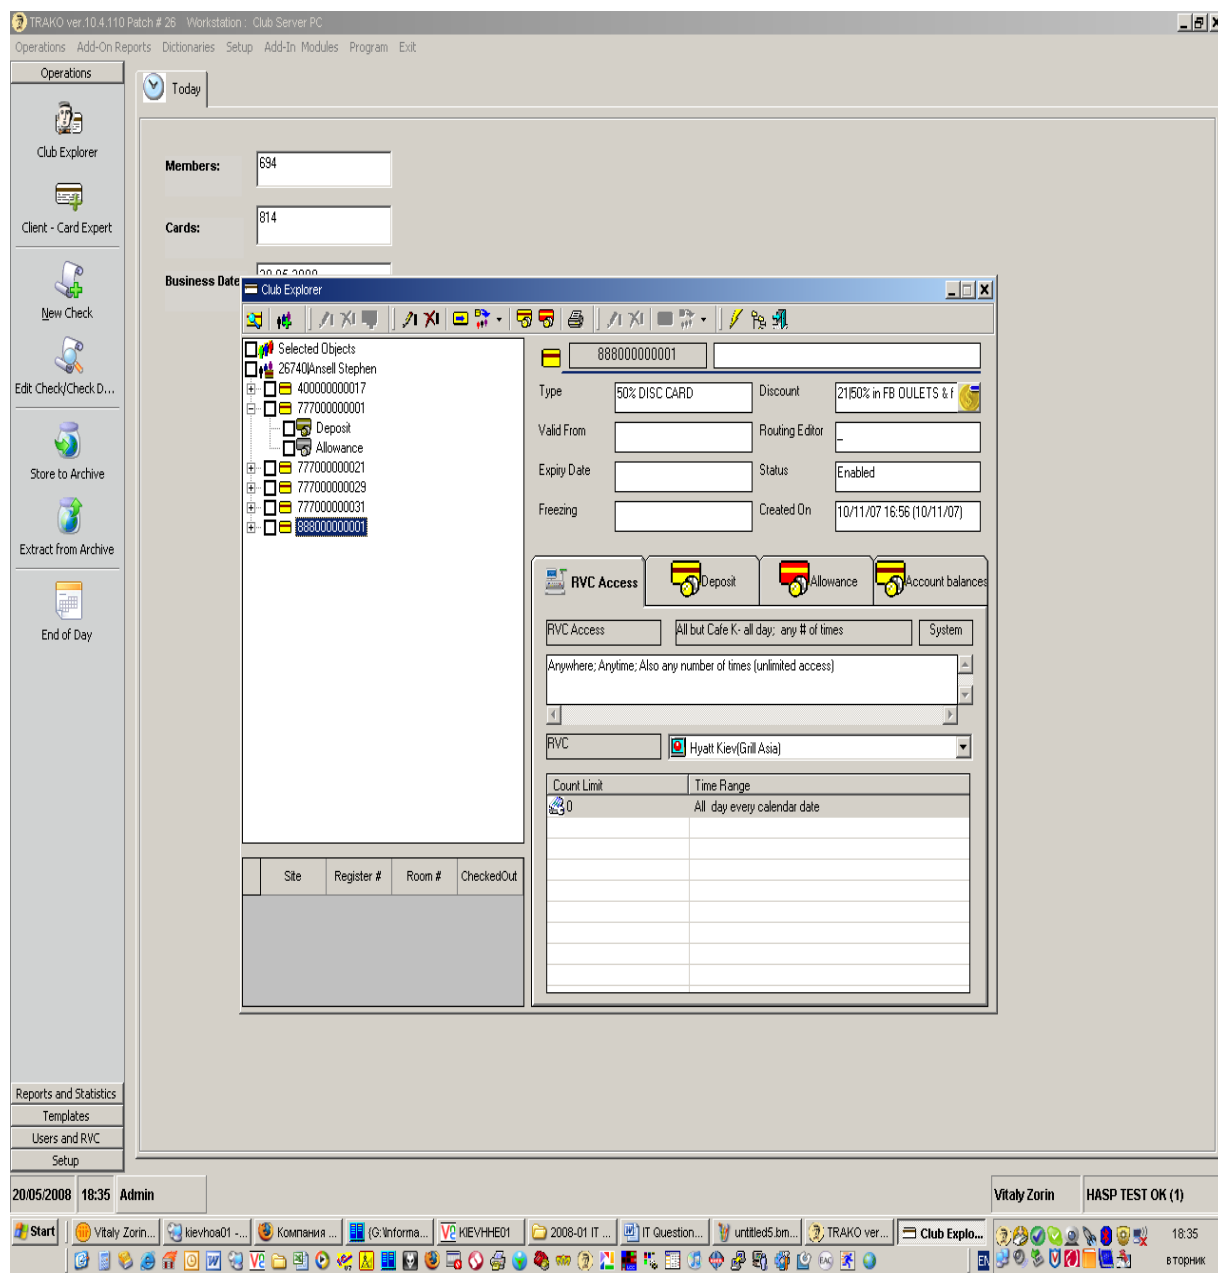 TRAKO ver.10.4.110 Patch # 26 Workstation : Club Server PC
Operations Add-On Reports Dictionaries Setup Add-In Modules Program Exit
Operations
Today
Club Explorer
Client - Card Expert
New Check
Edit Check/Check D...
Store to Archive
Extract from Archive
End of Day
Members: 694
Cards: 814
Business Date
Club Explorer
Selected Objects
26740|Ansell Stephen
400000000017
777000000001
Deposit
Allowance
777000000021
777000000029
777000000031
888000000001
Site Register # Room # CheckedOut
888000000001
Type 50% DISC CARD Discount 21|50% in FB OULETS & f
Valid From Routing Editor _
Expiry Date Status Enabled
Freezing Created On 10/11/07 16:56 (10/11/07)
RVC Access Deposit Allowance Account balances
RVC Access All but Cafe K- all day; any # of times System
Anywhere; Anytime; Also any number of times (unlimited access)
RVC Hyatt Kiev(Grill Asia)
Count Limit Time Range
0 All day every calendar date
Reports and Statistics
Templates
Users and RVC
Setup
20/05/2008 18:35 Admin Vitaly Zorin HASP TEST OK (1)
Start Vitaly Zorin... kievhoa01 -... Компания ... (G:\Informa... KIEVHHE01 2008-01 IT ... IT Question... untitled5.bm... TRAKO ver... Club Explo... 18:35
EN вторник